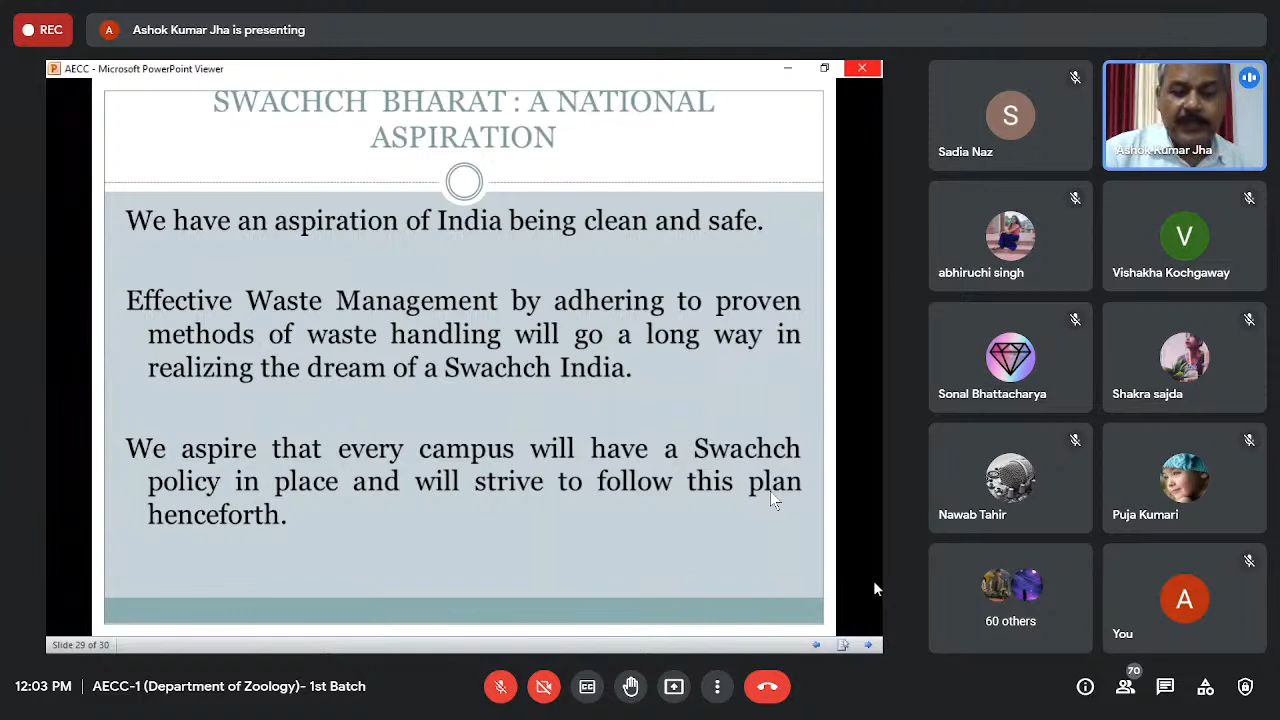 REC
A
Ashok Kumar Jha is presenting
P
AECC - Microsoft PowerPoint Viewer
SWACHCH BHARAT : A NATIONAL
ASPIRATION
We have an aspiration of India being clean and safe.
Effective Waste Management by adhering to proven
methods of waste handling will go a long way in
realizing the dream of a Swachch India.
We aspire that every campus will have a Swachch
policy in place and will strive to follow this plan
henceforth.
Slide 29 of 30
S
Sadia Naz
Ashok Kumar Jha
abhiruchi singh
V
Vishakha Kochgaway
Sonal Bhattacharya
Shakra sajda
Nawab Tahir
Puja Kumari
60 others
A
You
12:03 PM
AECC-1 (Department of Zoology)- 1st Batch
CC
70